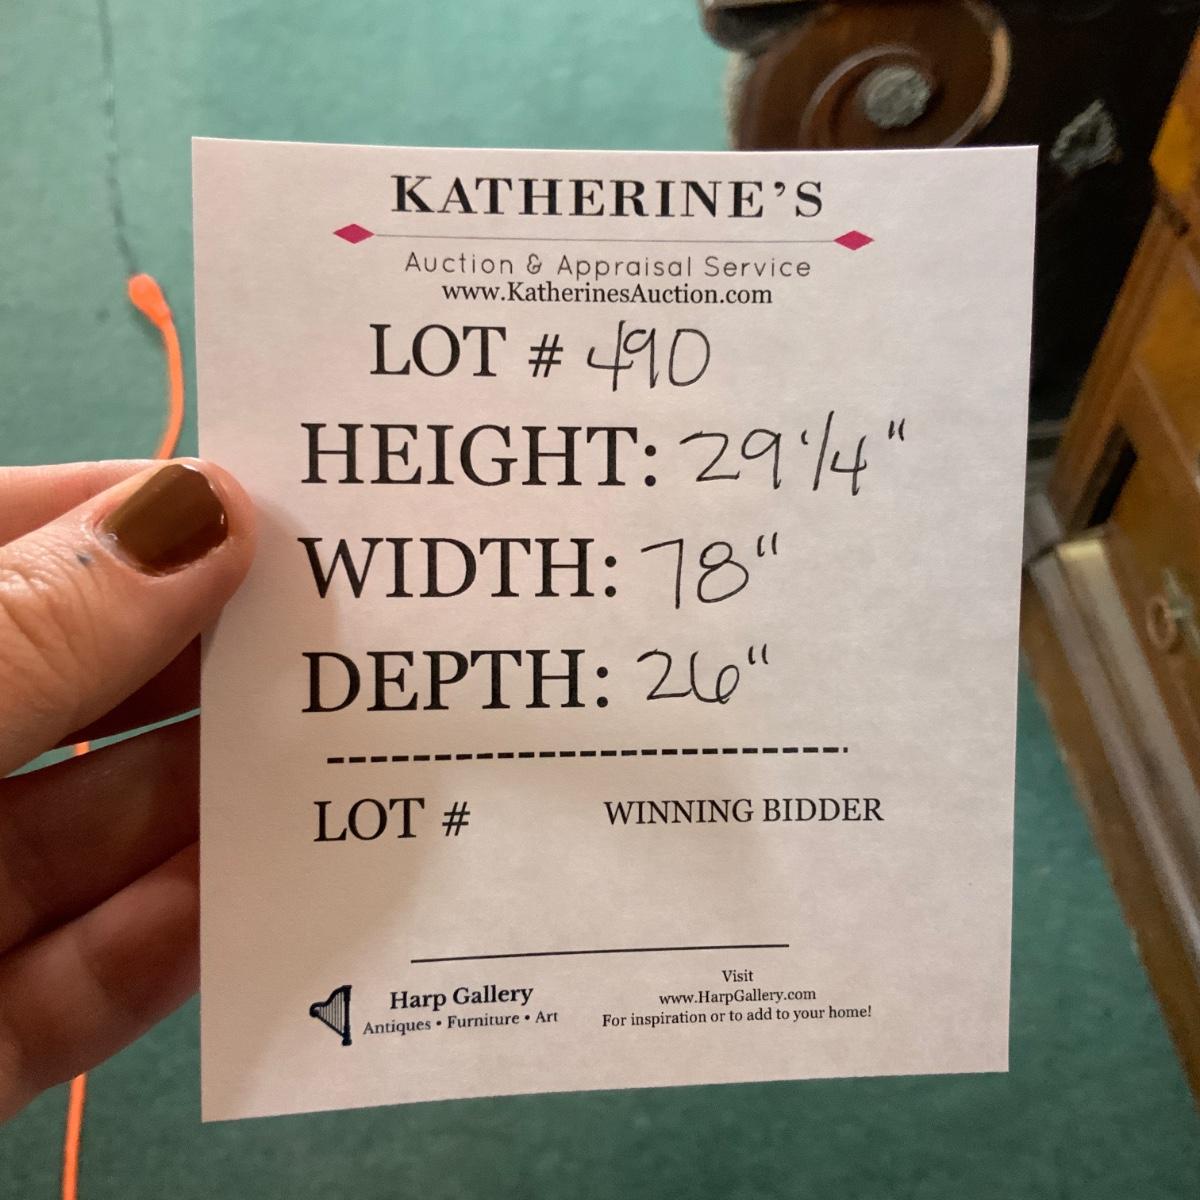 KATHERINE'S
Auction & Appraisal Service
www.KatherinesAuction.com
LOT # 490
HEIGHT: 29 1/4"
WIDTH: 78"
DEPTH: 26"
LOT # WINNING BIDDER
Harp Gallery
Antiques • Furniture • Art
Visit
www.HarpGallery.com
For inspiration or to add to your home!